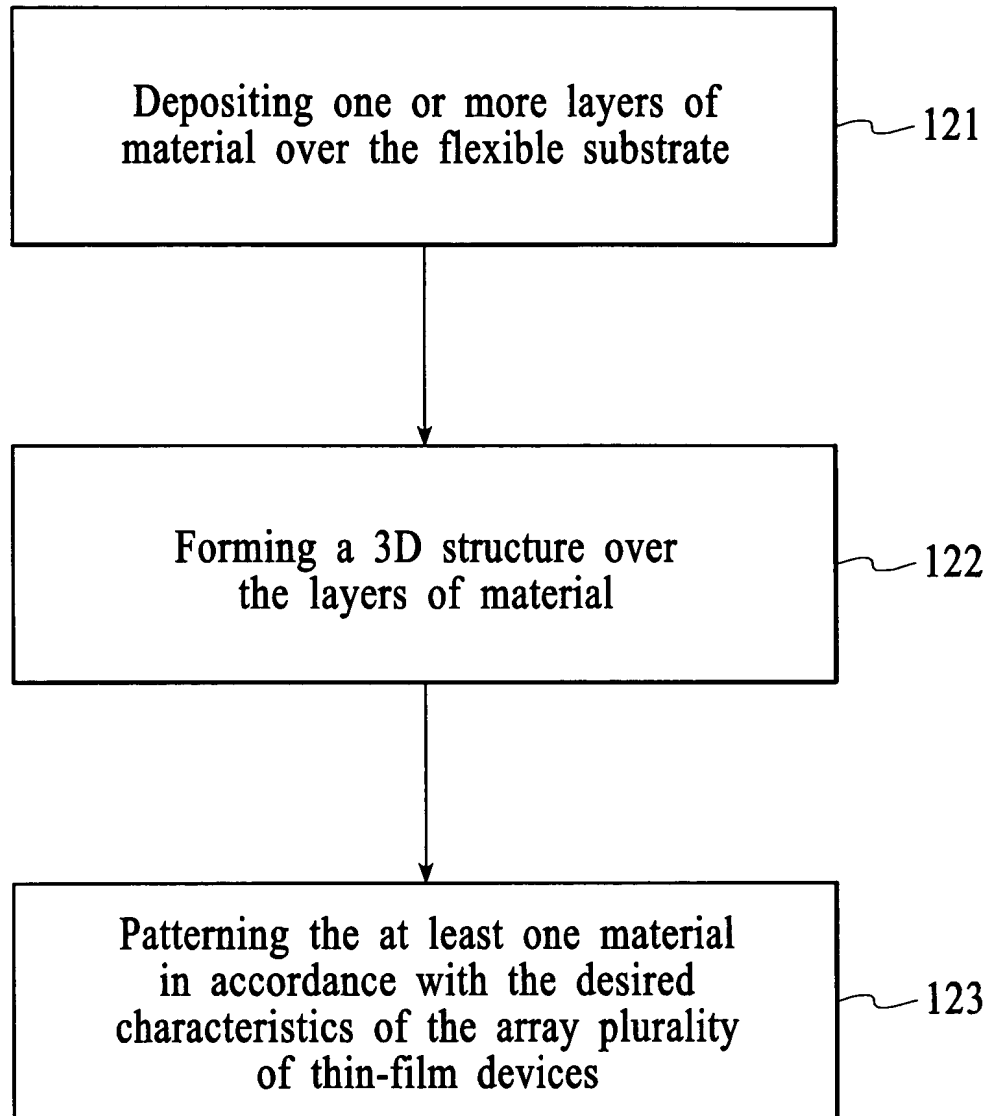 Depositing one or more layers of
material over the flexible substrate
121
Forming a 3D structure over
the layers of material
122
Patterning the at least one material
in accordance with the desired
characteristics of the array plurality
of thin-film devices
123